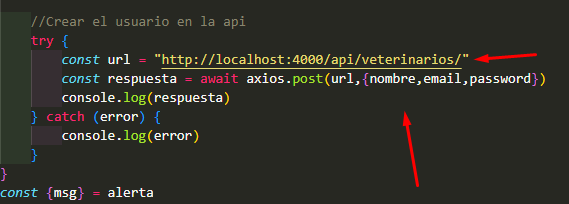 //Crear el usuario en la api
try {
const url = "http://localhost:4000/api/veterinarios/"
const respuesta = await axios.post(url,{nombre,email,password})
console.log(respuesta)
} catch (error) {
console.log(error)
}
}
const {msg} = alerta